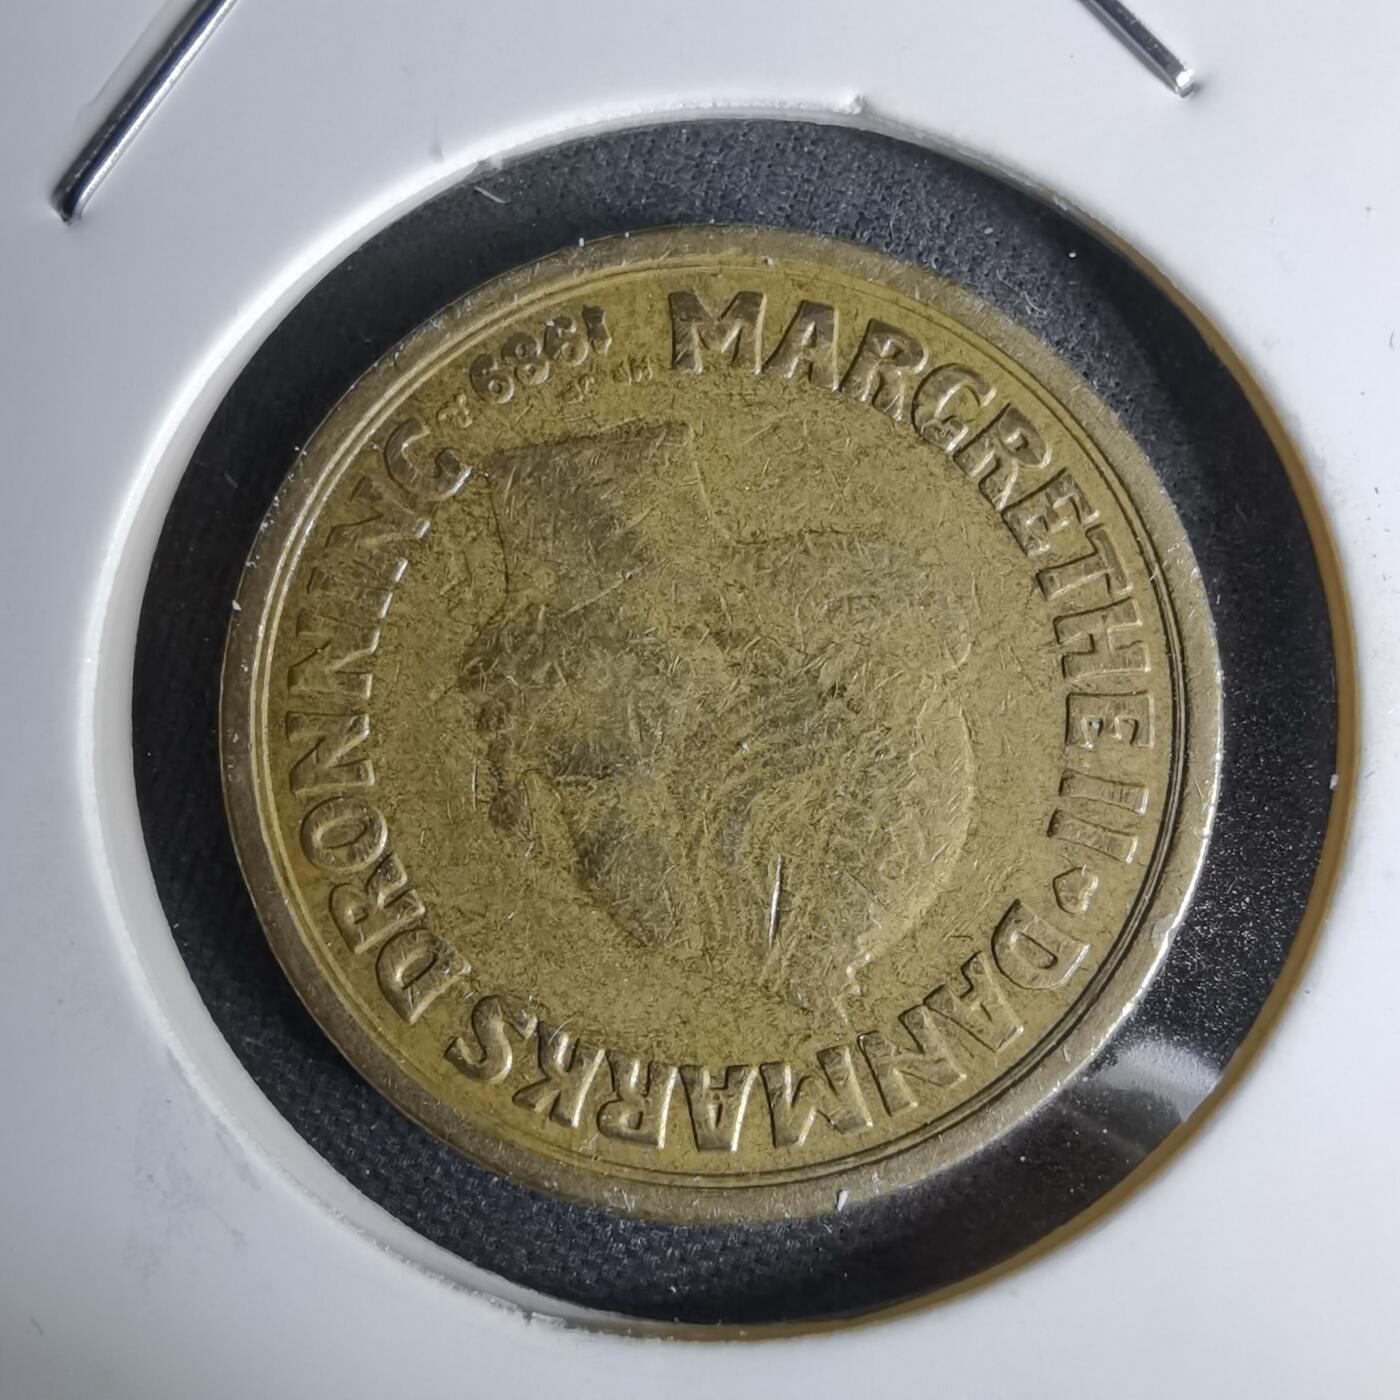 MARGRETHE II · DANMARKS DRONNING
1989